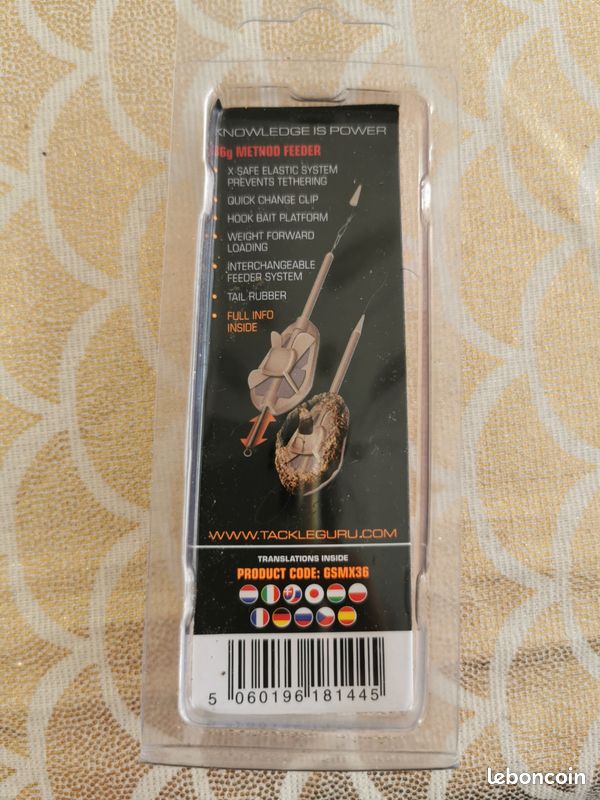 KNOWLEDGE IS POWER
36g METHOD FEEDER
X-SAFE ELASTIC SYSTEM
PREVENTS TETHERING
QUICK CHANGE CLIP
HOOK BAIT PLATFORM
WEIGHT FORWARD
LOADING
INTERCHANGEABLE
FEEDER SYSTEM
TAIL RUBBER
FULL INFO
INSIDE
WWW.TACKLEGURU.COM
TRANSLATIONS INSIDE
PRODUCT CODE: GSMX36
5 060196 181445
leboncoin